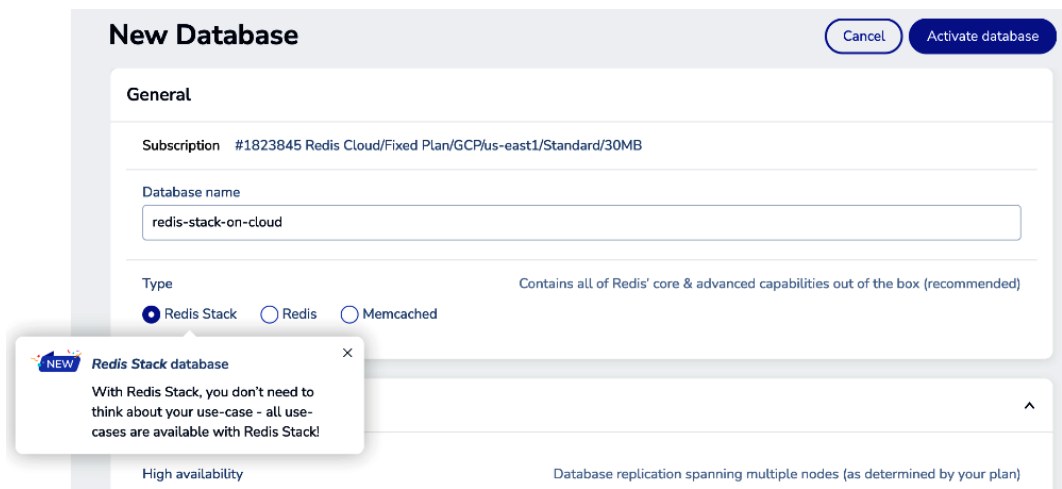 New Database
Cancel
Activate database
General
Subscription #1823845 Redis Cloud/Fixed Plan/GCP/us-east1/Standard/30MB
Database name
redis-stack-on-cloud
Type
Contains all of Redis' core & advanced capabilities out of the box (recommended)
Redis Stack
Redis
Memcached
NEW
Redis Stack database
With Redis Stack, you don't need to
think about your use-case - all use-
cases are available with Redis Stack!
High availability
Database replication spanning multiple nodes (as determined by your plan)